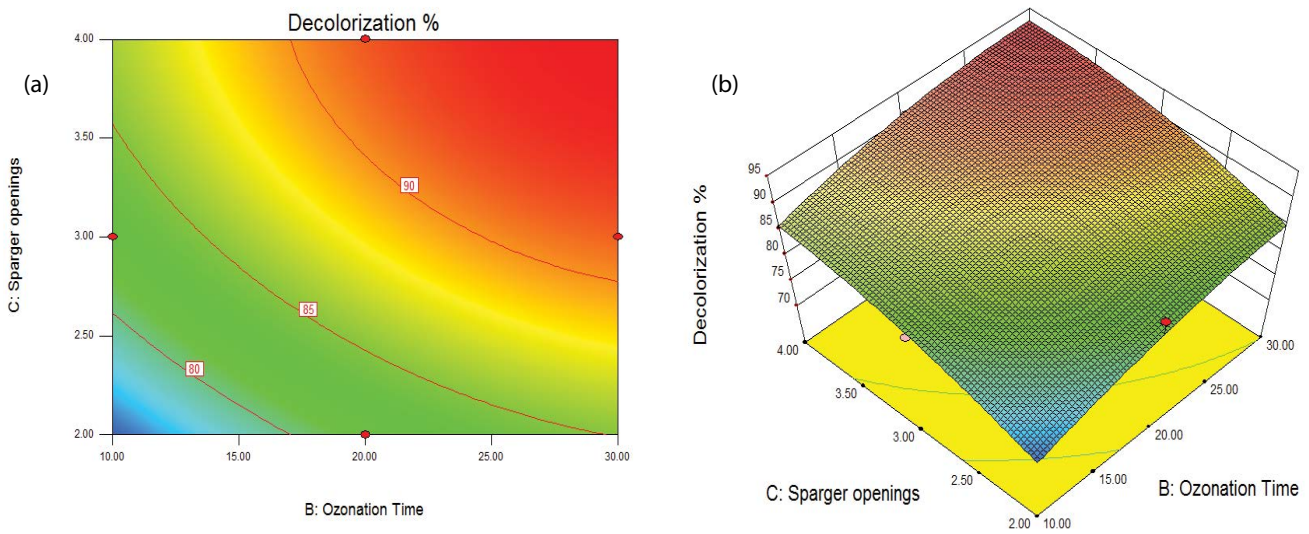 (a)
Decolorization %
4.00
3.50
3.00
2.50
2.00
C: Sparger openings
90
85
80
10.00 15.00 20.00 25.00 30.00
B: Ozonation Time
(b)
Decolorization %
95
90
85
80
75
70
4.00
3.50
3.00
2.50
2.00
C: Sparger openings
10.00
15.00
20.00
25.00
30.00
B: Ozonation Time